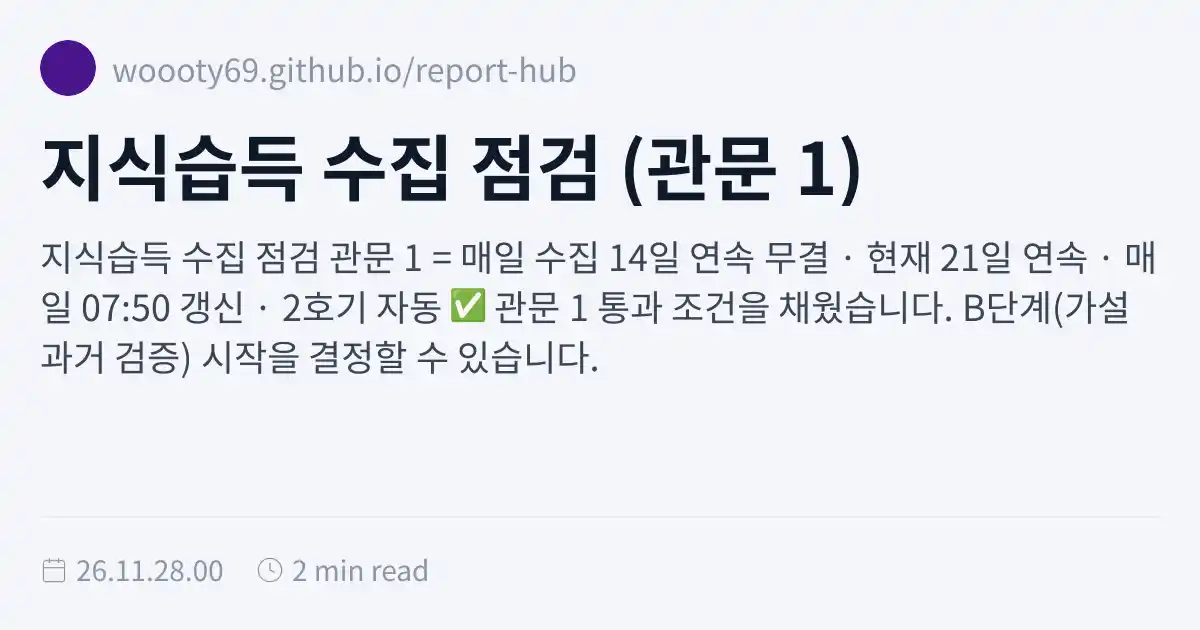 woooty69.github.io/report-hub
지식습득 수집 점검 (관문 1)
지식습득 수집 점검 관문 1 = 매일 수집 14일 연속 무결 · 현재 21일 연속 · 매
일 07:50 갱신 · 2호기 자동 ✅ 관문 1 통과 조건을 채웠습니다. B단계(가설
과거 검증) 시작을 결정할 수 있습니다.
26.11.28.00 2 min read